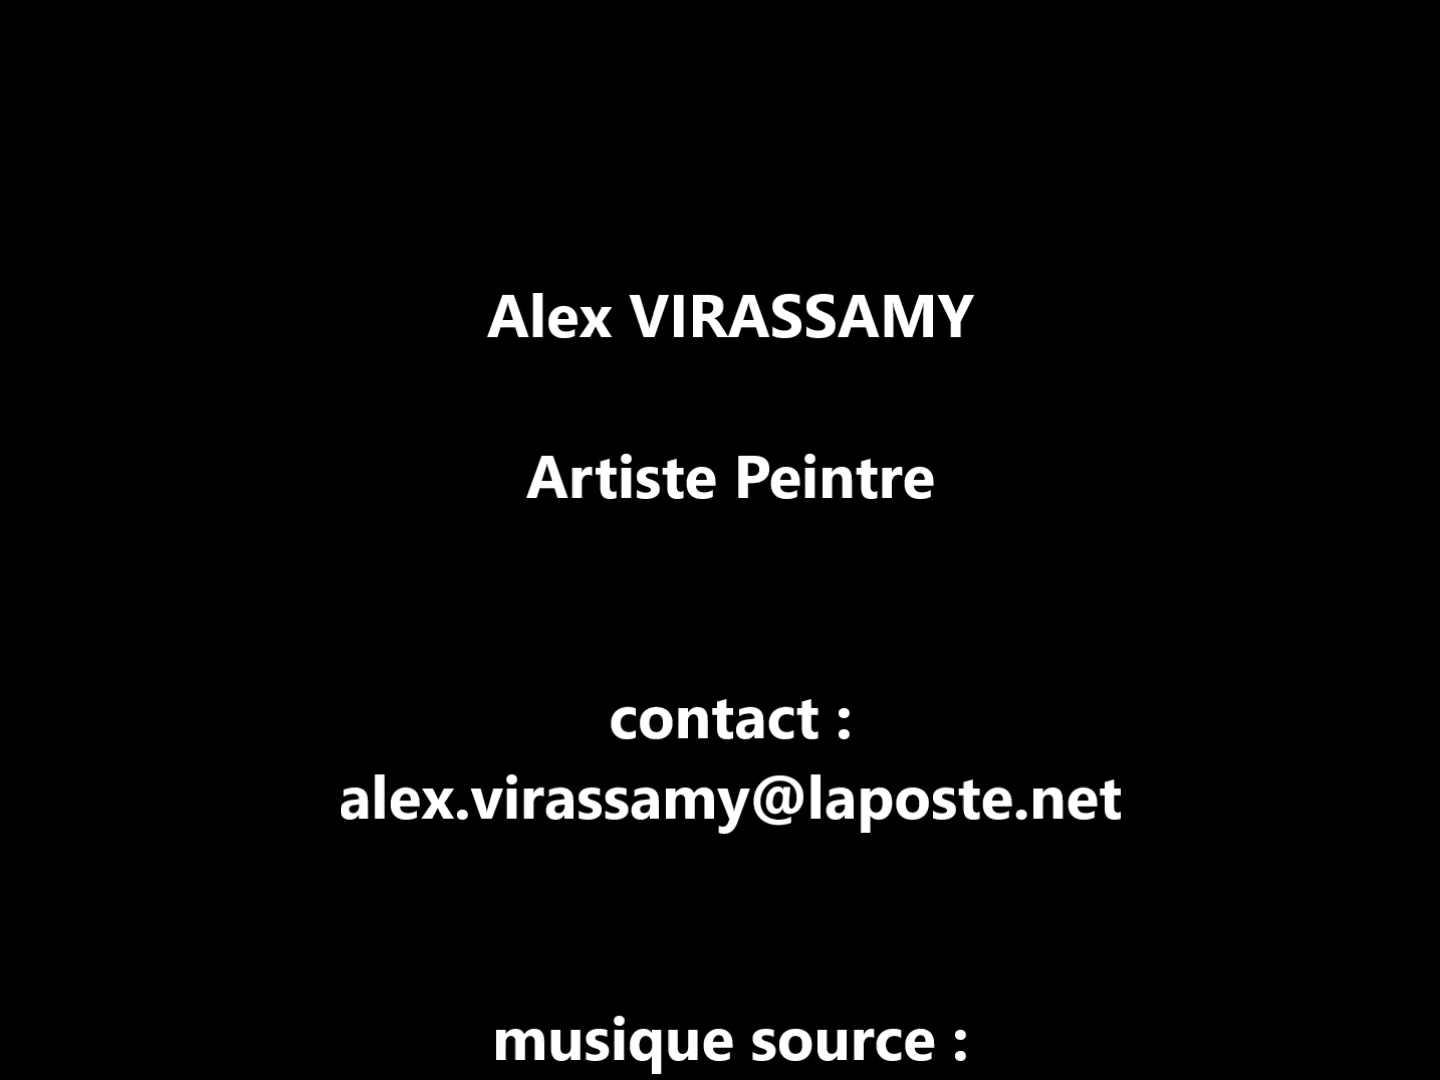 Alex VIRASSAMY
Artiste Peintre
contact :
alex.virassamy@laposte.net
musique source :